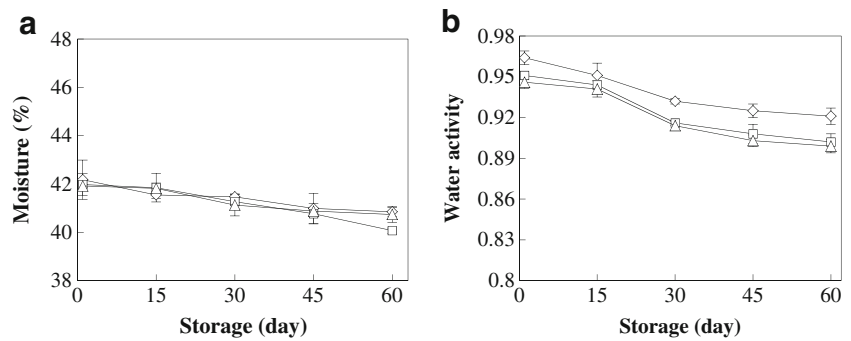 a
48
46
44
42
40
38
Moisture (%)
0 15 30 45 60
Storage (day)
b
0.98
0.95
0.92
0.89
0.86
0.83
0.8
Water activity
0 15 30 45 60
Storage (day)